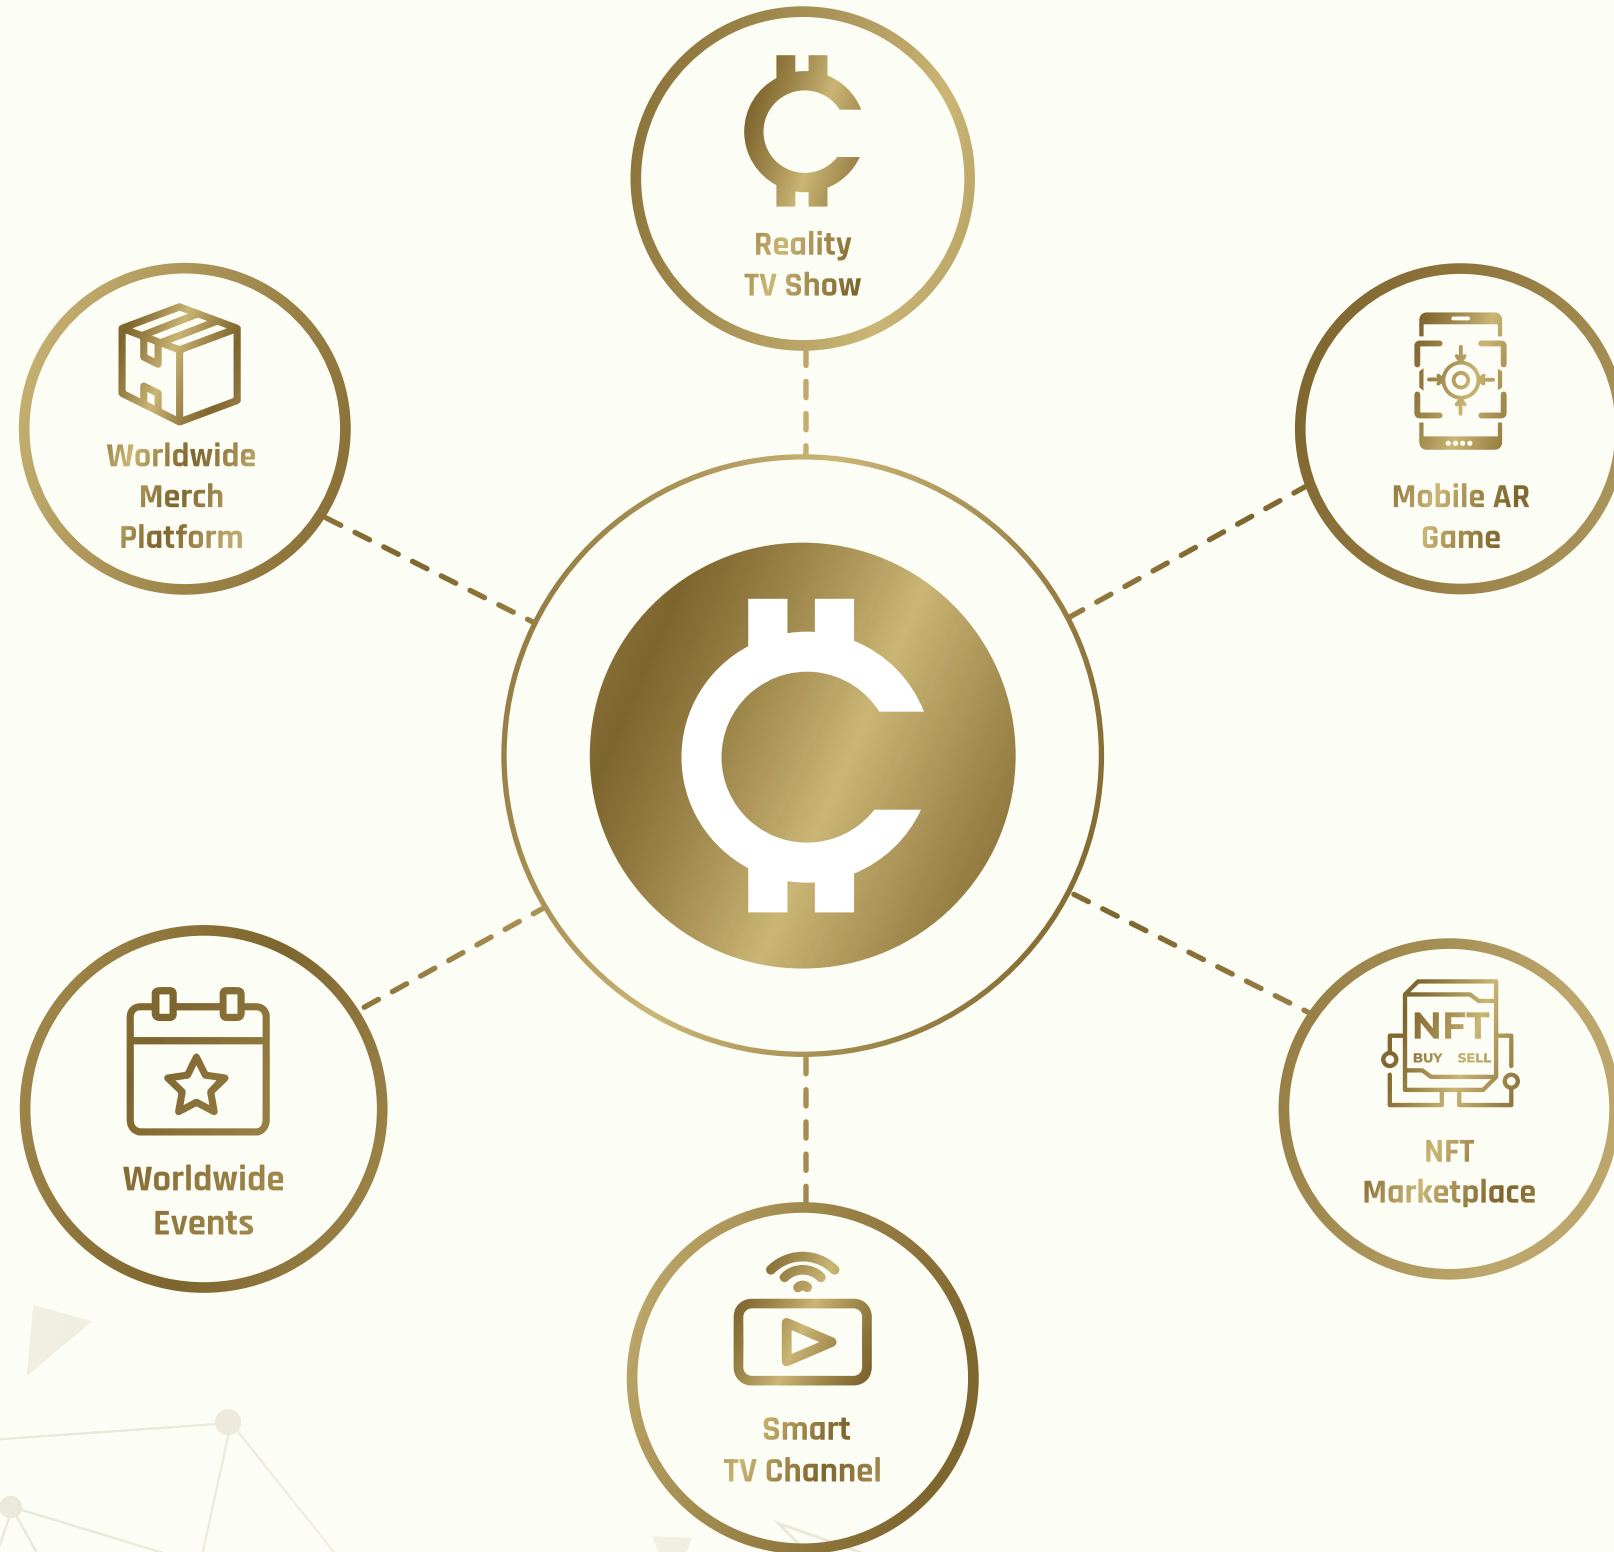 Reality
TV Show
Worldwide
Merch
Platform
Mobile AR
Game
Worldwide
Events
NFT
BUY SELL
NFT
Marketplace
Smart
TV Channel